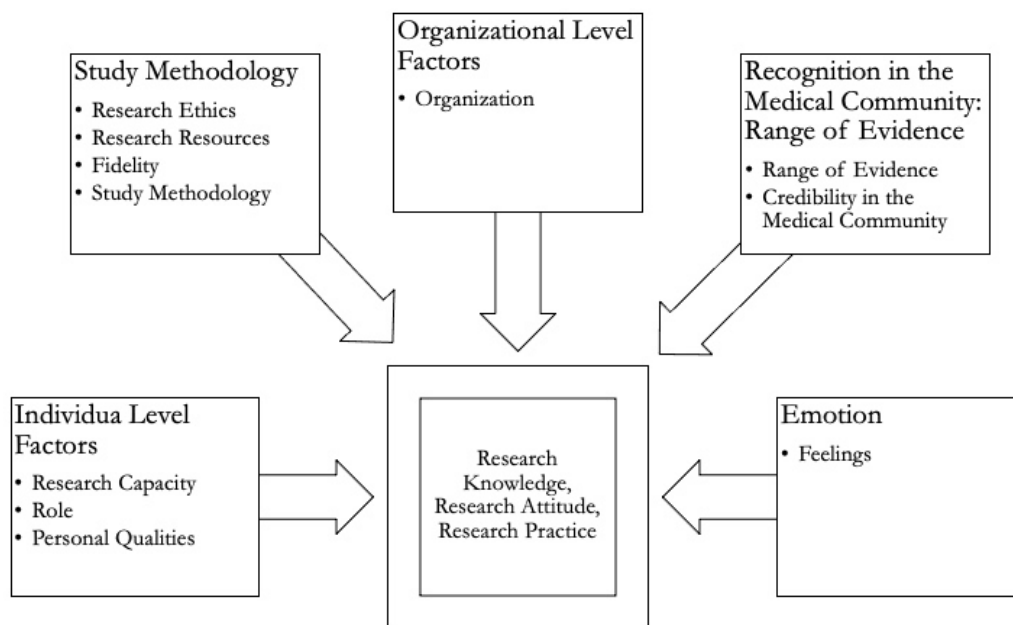 Study Methodology
• Research Ethics
• Research Resources
• Fidelity
• Study Methodology
Organizational Level
Factors
• Organization
Recognition in the
Medical Community:
Range of Evidence
• Range of Evidence
• Credibility in the
Medical Community
Individua Level
Factors
• Research Capacity
• Role
• Personal Qualities
Research
Knowledge,
Research Attitude,
Research Practice
Emotion
• Feelings